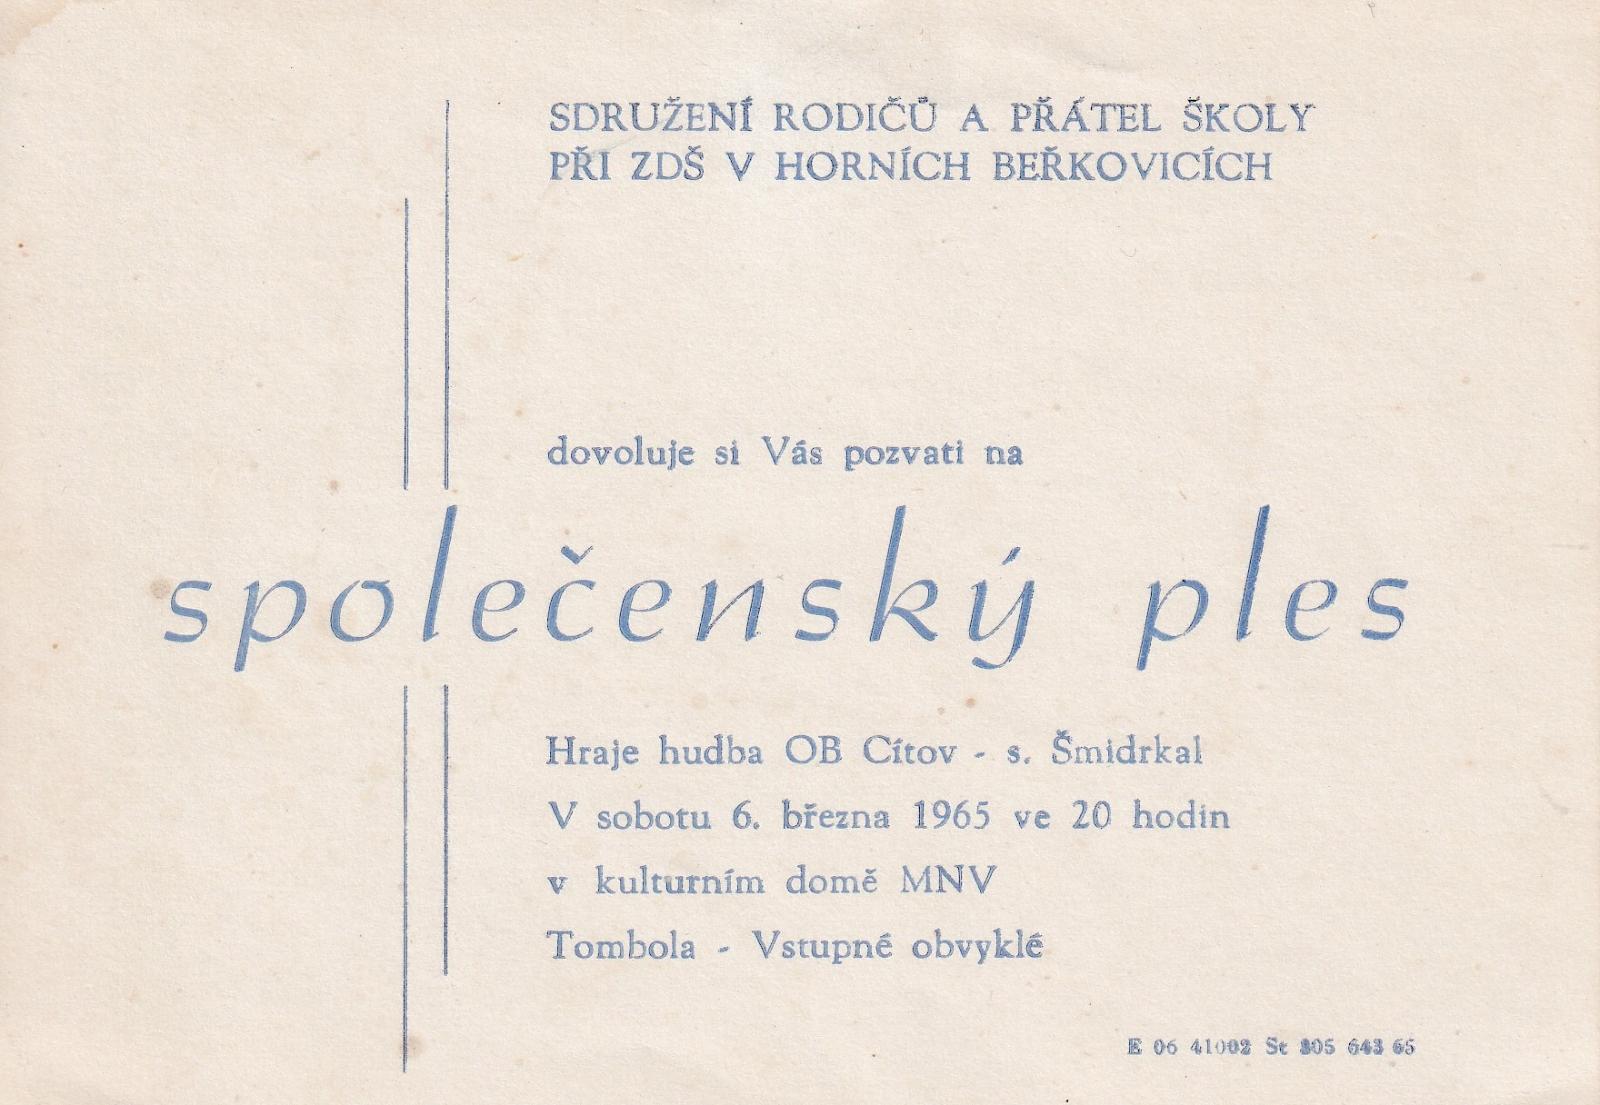 SDRUŽENÍ RODIČŮ A PŘÁTEL ŠKOLY
PŘI ZDŠ V HORNÍCH BEŘKOVICÍCH
dovoluje si Vás pozvati na
společenský ples
Hraje hudba OB Cítov - s. Šmidrkal
V sobotu 6. března 1965 ve 20 hodin
v kulturním domě MNV
Tombola - Vstupné obvyklé
E 06 41002 St 305 643 65